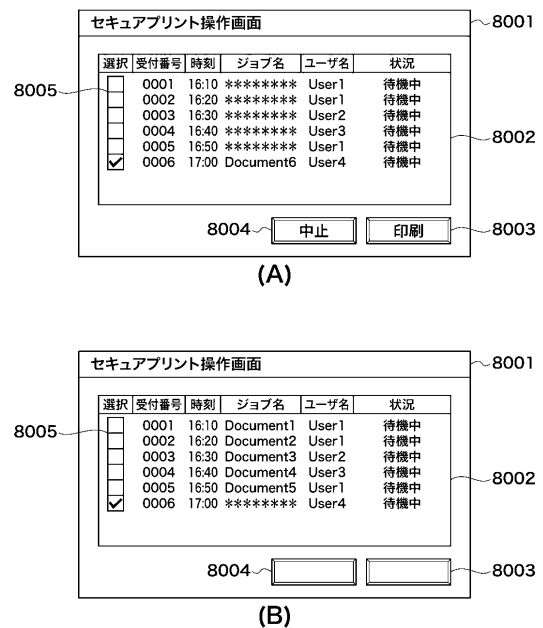 セキュアプリント操作画面 8001
選択 受付番号 時刻 ジョブ名 ユーザ名 状況
8005 0001 16:10 ******** User1 待機中
0002 16:20 ******** User1 待機中
0003 16:30 ******** User2 待機中
0004 16:40 ******** User3 待機中 8002
0005 16:50 ******** User1 待機中
0006 17:00 Document6 User4 待機中
8004 中止 印刷 8003
(A)
セキュアプリント操作画面 8001
選択 受付番号 時刻 ジョブ名 ユーザ名 状況
8005 0001 16:10 Document1 User1 待機中
0002 16:20 Document2 User1 待機中
0003 16:30 Document3 User2 待機中
0004 16:40 Document4 User3 待機中 8002
0005 16:50 Document5 User1 待機中
0006 17:00 ******** User4 待機中
8004 8003
(B)